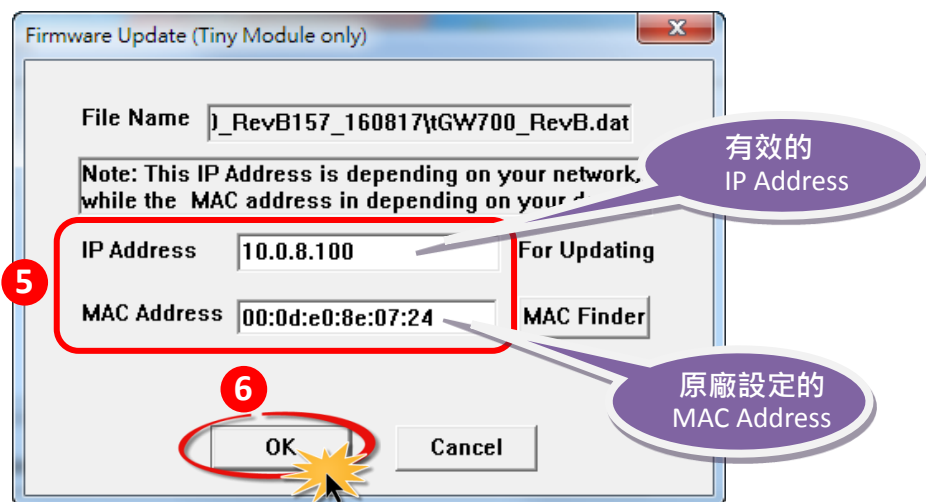 Firmware Update (Tiny Module only)
x
File Name )_RevB157_160817\tGW700_RevB.dat
有效的
IP Address
Note: This IP Address is depending on your network,
while the MAC address in depending on your
5
IP Address 10.0.8.100 For Updating
MAC Address 00:0d:e0:8e:07:24 MAC Finder
原廠設定的
MAC Address
6
OK Cancel